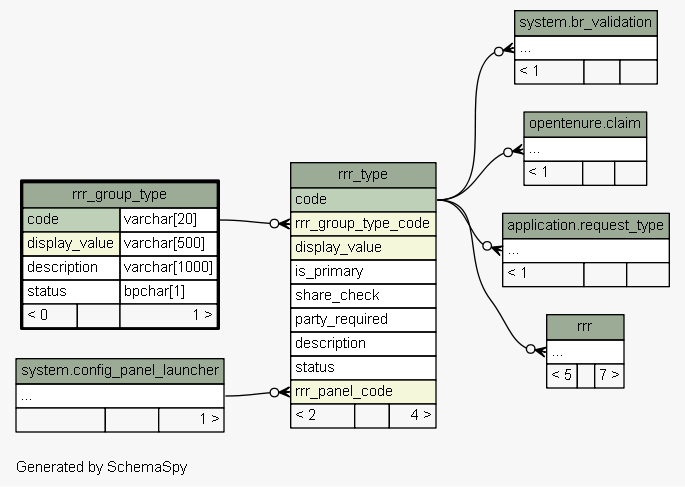 system.br_validation
...
< 1
opentenure.claim
...
< 1
rrr_type
code
rrr_group_type_code
display_value
is_primary
share_check
party_required
description
status
rrr_panel_code
< 2 4 >
rrr_group_type
code varchar[20]
display_value varchar[500]
description varchar[1000]
status bpchar[1]
< 0 1 >
application.request_type
...
< 1
rrr
...
< 5 7 >
system.config_panel_launcher
...
1 >
Generated by SchemaSpy